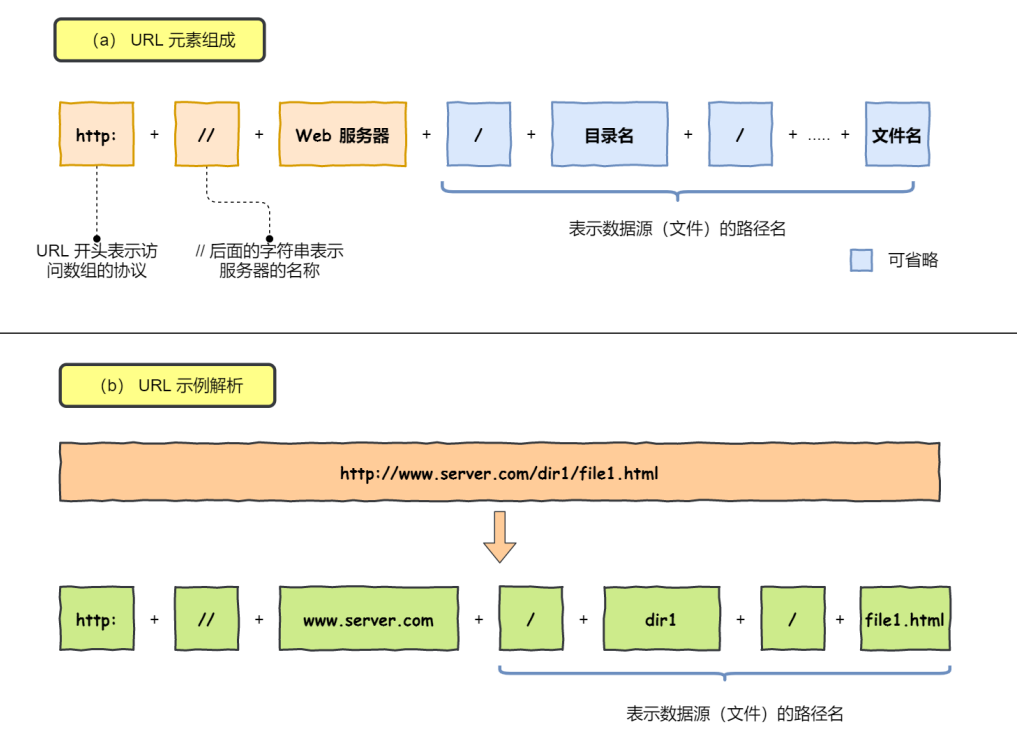 (a) URL 元素组成
http: + // + Web 服务器 + / + 目录名 + / + ..... + 文件名
表示数据源（文件）的路径名
URL 开头表示访
问数组的协议
// 后面的字符串表示
服务器的名称
可省略
(b) URL 示例解析
http://www.server.com/dir1/file1.html
http: + // + www.server.com + / + dir1 + / + file1.html
表示数据源（文件）的路径名